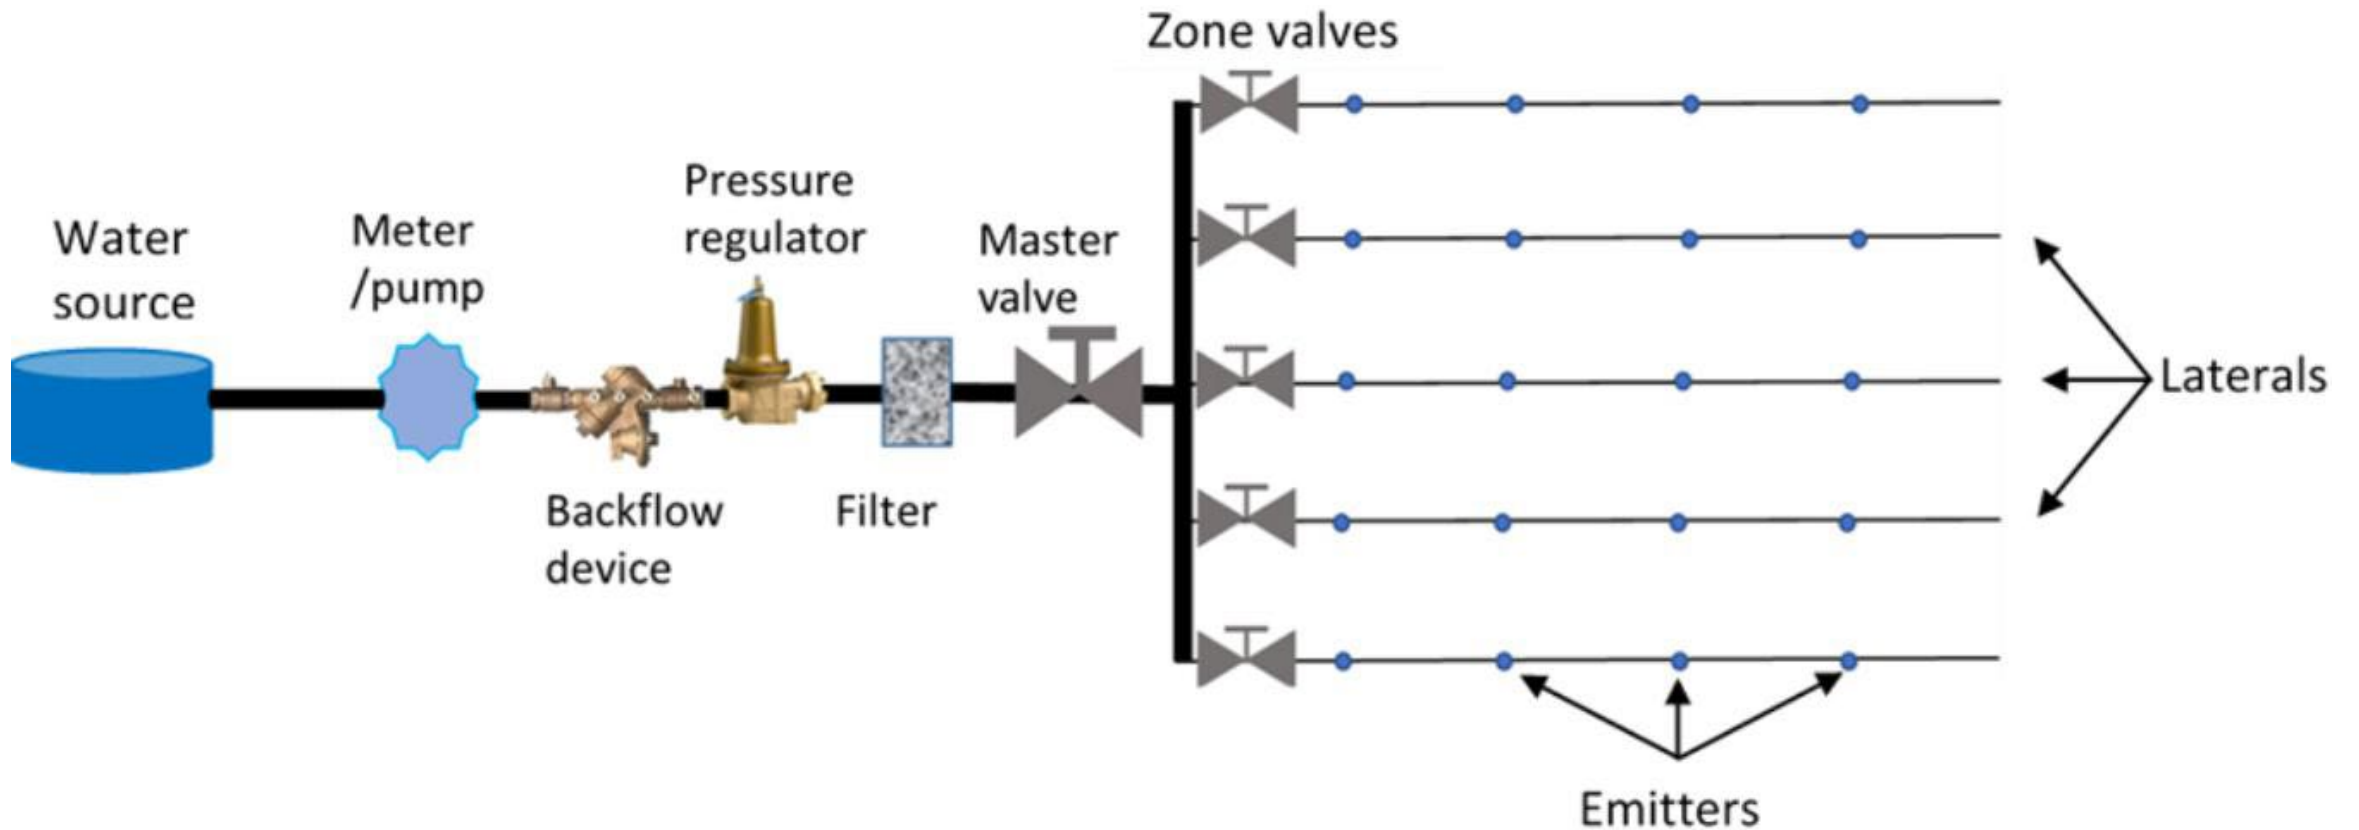 Zone valves
Pressure
regulator
Water
source
Meter
/pump
Master
valve
Laterals
Backflow
device
Filter
Emitters